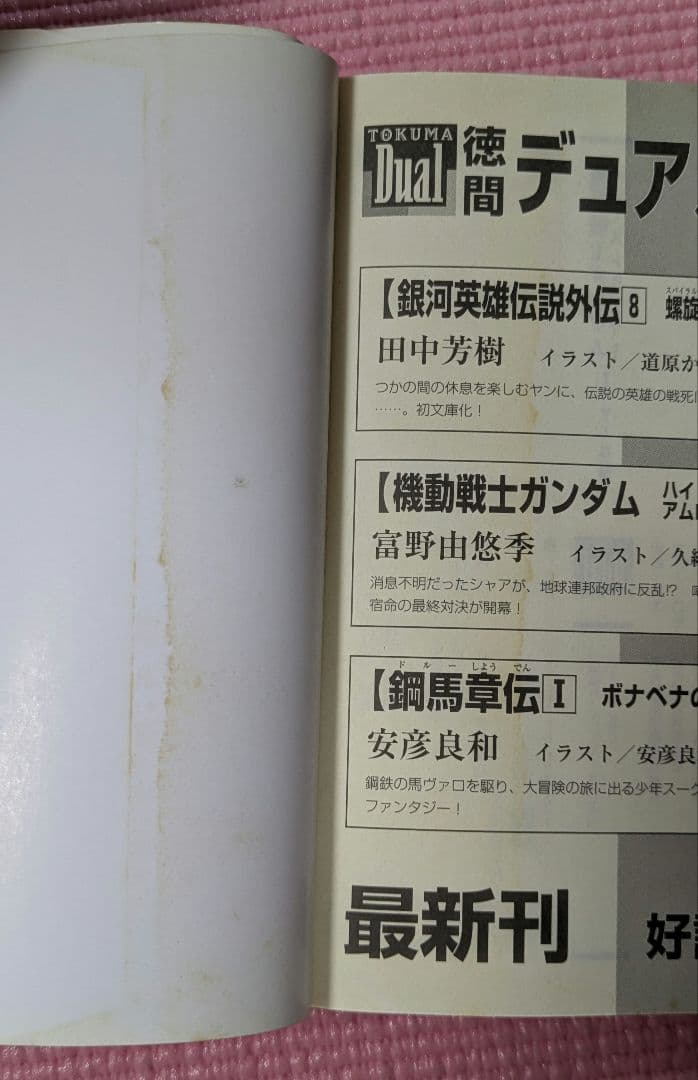 TOKUMA
Dual
徳間デュア
【銀河英雄伝説外伝8 螺旋
スパイラル
田中芳樹 イラスト／道原か
つかの間の休息を楽しむヤンに、伝説の英雄の戦死
……。初文庫化！
【機動戦士ガンダム ハイ
アム
富野由悠季 イラスト／久
消息不明だったシャアが、地球連邦政府に反乱!?
宿命の最終対決が開幕！
ドルー しよう でん
【鋼馬章伝I ボナベナの
安彦良和 イラスト／安彦良
鋼鉄の馬ヴァロを駆り、大冒険の旅に出る少年スー
ファンタジー！
最新刊 好